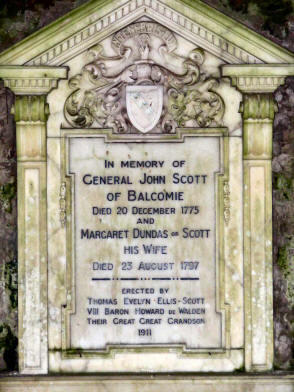 IN MEMORY OF
GENERAL JOHN SCOTT
OF BALCOMIE
DIED 20 DECEMBER 1775
AND
MARGARET DUNDAS OR SCOTT
HIS WIFE
DIED 23 AUGUST 1797
ERECTED BY
THOMAS EVELYN·ELLIS-SCOTT
VIII BARON HOWARD DE WALDEN
THEIR GREAT GREAT GRANDSON
1911